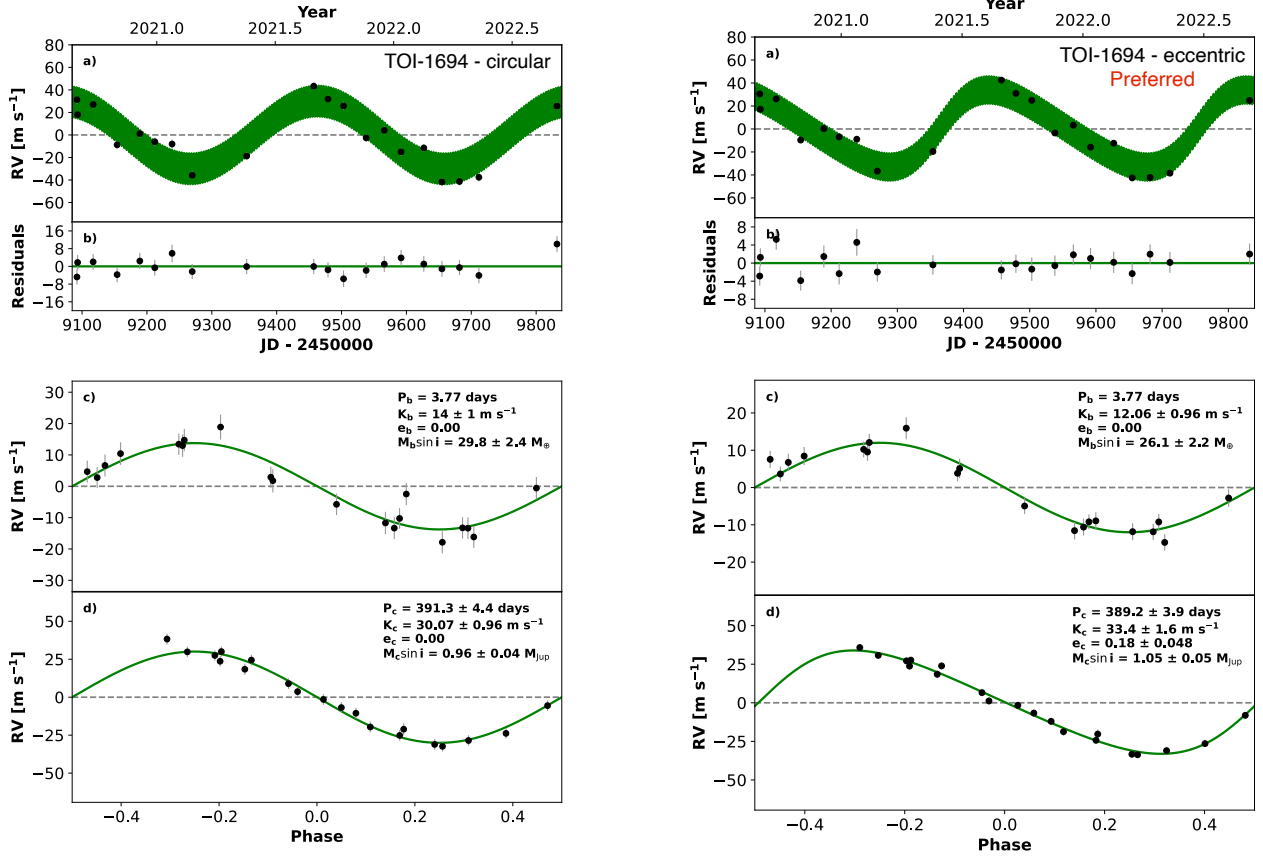 Year
2021.0 2021.5 2022.0 2022.5
a)
TOI-1694 - circular
RV [m s⁻¹]
80
60
40
20
0
−20
−40
−60
b)
Residuals
16
8
0
−8
−16
9100 9200 9300 9400 9500 9600 9700 9800
JD - 2450000
c)
P_b = 3.77 days
K_b = 14 ± 1 m s⁻¹
e_b = 0.00
M_b sin i = 29.8 ± 2.4 M⊕
RV [m s⁻¹]
30
20
10
0
−10
−20
−30
d)
P_c = 391.3 ± 4.4 days
K_c = 30.07 ± 0.96 m s⁻¹
e_c = 0.00
M_c sin i = 0.96 ± 0.04 M_Jup
RV [m s⁻¹]
50
25
0
−25
−50
−0.4 −0.2 0.0 0.2 0.4
Phase
Year
2021.0 2021.5 2022.0 2022.5
a)
TOI-1694 - eccentric
Preferred
RV [m s⁻¹]
80
60
40
20
0
−20
−40
−60
b)
Residuals
8
4
0
−4
−8
9100 9200 9300 9400 9500 9600 9700 9800
JD - 2450000
c)
P_b = 3.77 days
K_b = 12.06 ± 0.96 m s⁻¹
e_b = 0.00
M_b sin i = 26.1 ± 2.2 M⊕
RV [m s⁻¹]
20
10
0
−10
−20
d)
P_c = 389.2 ± 3.9 days
K_c = 33.4 ± 1.6 m s⁻¹
e_c = 0.18 ± 0.048
M_c sin i = 1.05 ± 0.05 M_Jup
RV [m s⁻¹]
50
25
0
−25
−50
−0.4 −0.2 0.0 0.2 0.4
Phase